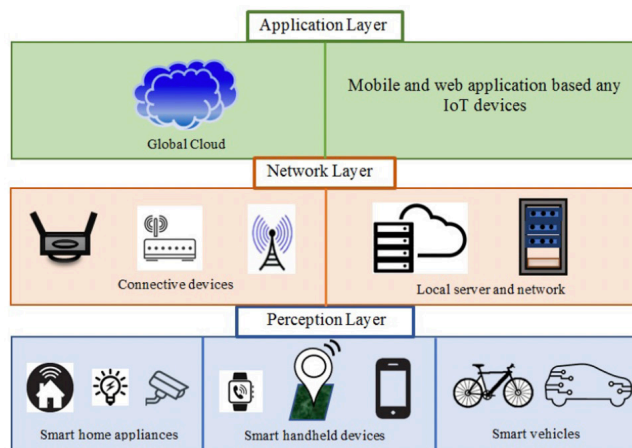 Application Layer
Global Cloud
Mobile and web application based any
IoT devices
Network Layer
Connective devices
Local server and network
Perception Layer
Smart home appliances
Smart handheld devices
Smart vehicles